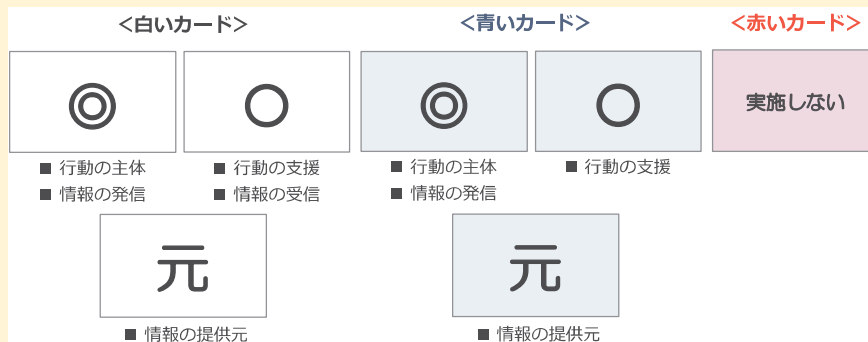 <白いカード> <青いカード> <赤いカード>
◎ ○ ◎ ○ 実施しない
■ 行動の主体 ■ 行動の支援 ■ 行動の主体 ■ 行動の支援
■ 情報の発信 ■ 情報の受信 ■ 情報の発信
元 元
■ 情報の提供元 ■ 情報の提供元